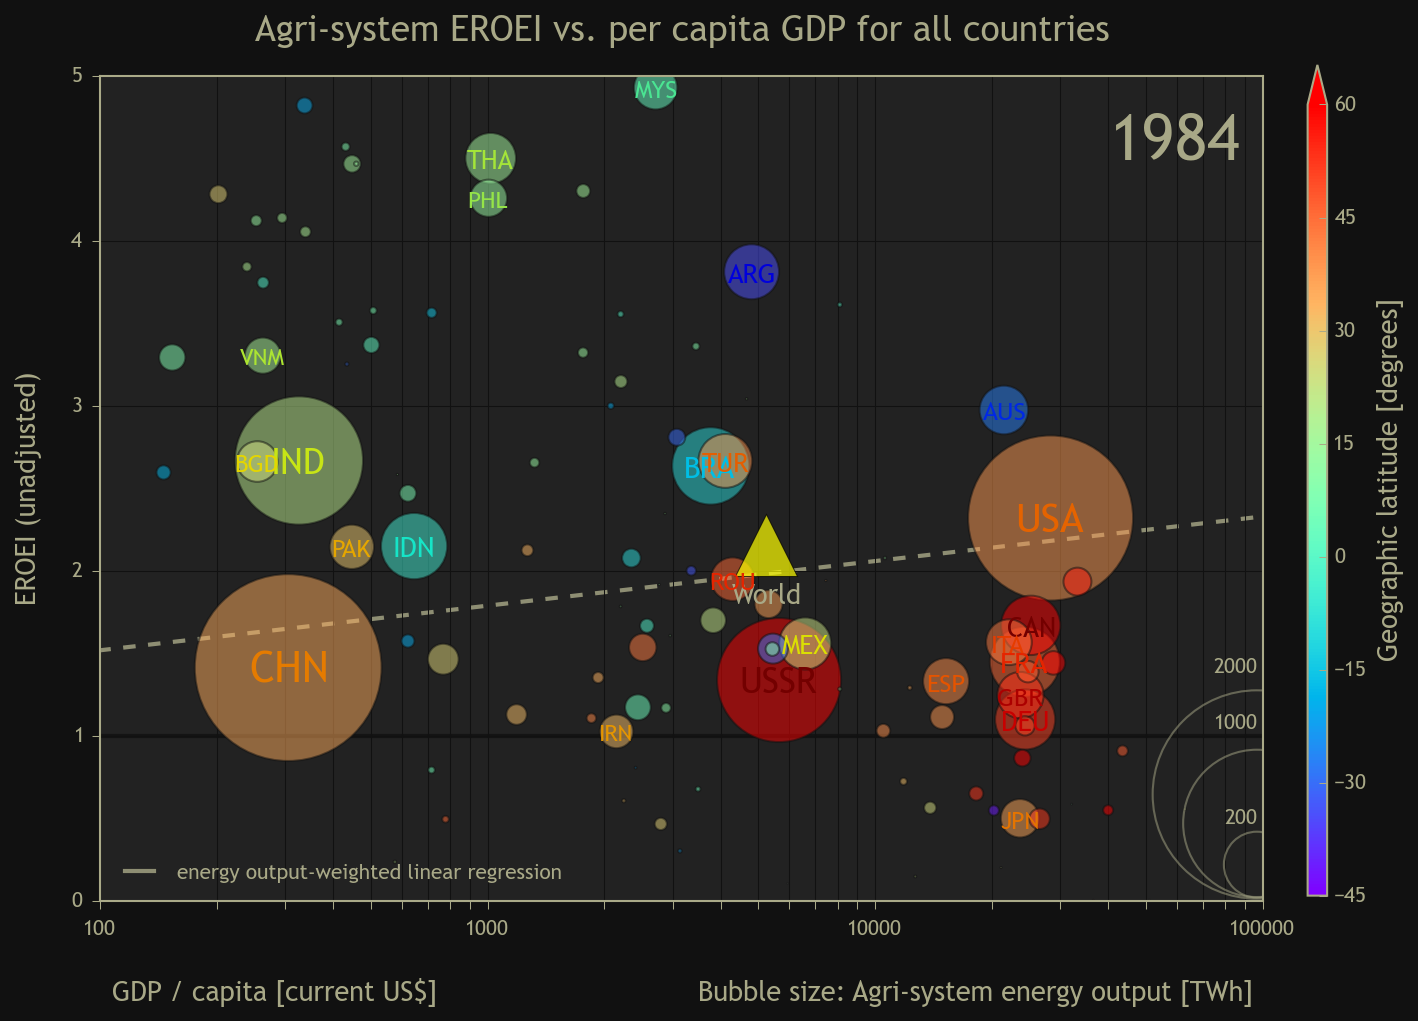 Agri-system EROEI vs. per capita GDP for all countries
1984
EROEI (unadjusted)
5
4
3
2
1
0
MYS
THA
PHL
ARG
VNM
AUS
IND
BGD
BRA
TUR
USA
PAK
IDN
ROU
World
CAN
ITA
MEX
FRA
CHN
USSR
ESP
GBR
DEU
IRN
JPN
2000
1000
200
energy output-weighted linear regression
100
1000
10000
100000
GDP / capita [current US$]
Bubble size: Agri-system energy output [TWh]
60
45
30
15
0
−15
−30
−45
Geographic latitude [degrees]